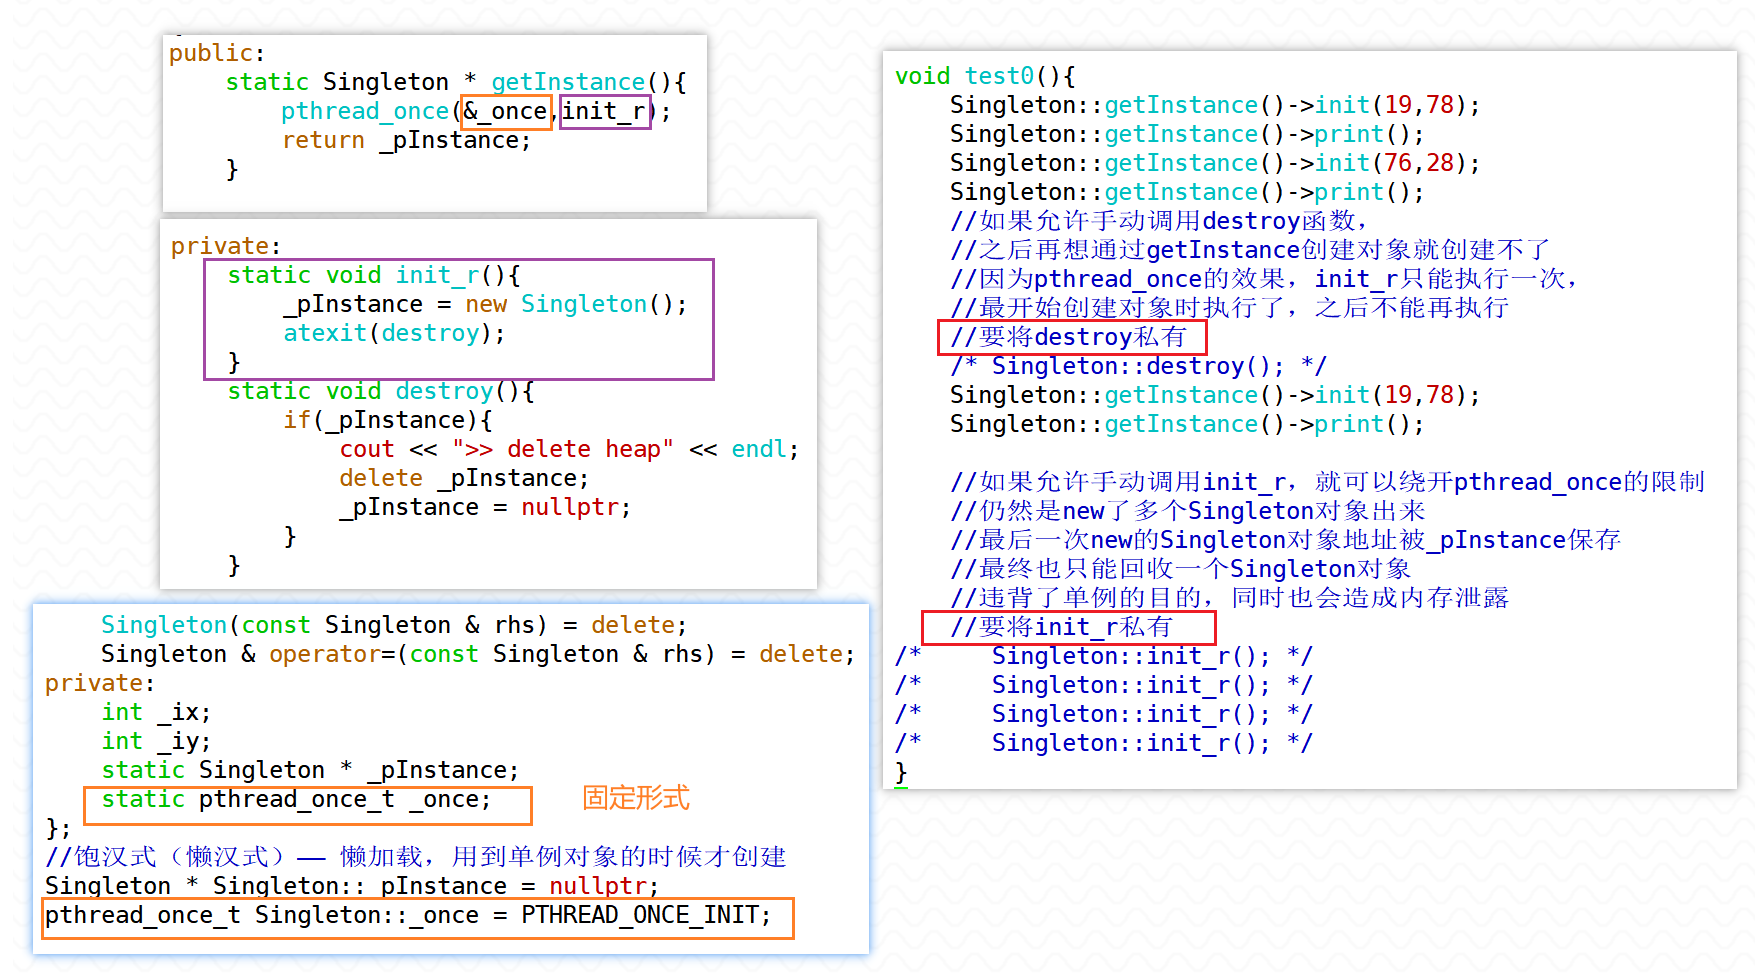 public:
    static Singleton * getInstance(){
        pthread_once(&_once,init_r);
        return _pInstance;
    }
private:
    static void init_r(){
        _pInstance = new Singleton();
        atexit(destroy);
    }
    static void destroy(){
        if(_pInstance){
            cout << ">> delete heap" << endl;
            delete _pInstance;
            _pInstance = nullptr;
        }
    }
    Singleton(const Singleton & rhs) = delete;
    Singleton & operator=(const Singleton & rhs) = delete;
private:
    int _ix;
    int _iy;
    static Singleton * _pInstance;
    static pthread_once_t _once;
固定形式
};
//饱汉式（懒汉式）—— 懒加载，用到单例对象的时候才创建
Singleton * Singleton:: pInstance = nullptr;
pthread_once_t Singleton::_once = PTHREAD_ONCE_INIT;
void test0(){
    Singleton::getInstance()->init(19,78);
    Singleton::getInstance()->print();
    Singleton::getInstance()->init(76,28);
    Singleton::getInstance()->print();
    //如果允许手动调用destroy函数，
    //之后再想通过getInstance创建对象就创建不了
    //因为pthread_once的效果，init_r只能执行一次，
    //最开始创建对象时执行了，之后不能再执行
    //要将destroy私有
    /* Singleton::destroy(); */
    Singleton::getInstance()->init(19,78);
    Singleton::getInstance()->print();
    //如果允许手动调用init_r，就可以绕开pthread_once的限制
    //仍然是new了多个Singleton对象出来
    //最后一次new的Singleton对象地址被_pInstance保存
    //最终也只能回收一个Singleton对象
    //违背了单例的目的，同时也会造成内存泄露
    //要将init_r私有
/*     Singleton::init_r(); */
/*     Singleton::init_r(); */
/*     Singleton::init_r(); */
/*     Singleton::init_r(); */
}